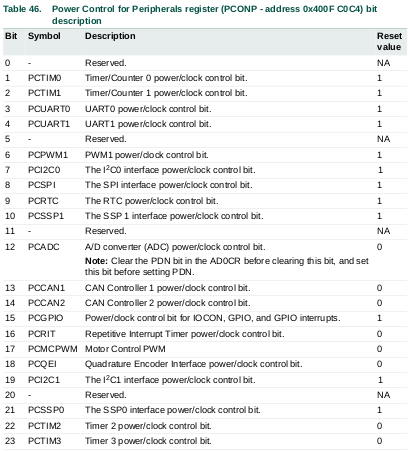 Table 46. Power Control for Peripherals register (PCONP - address 0x400F C0C4) bit
description
Bit Symbol Description Reset
value
0 - Reserved. NA
1 PCTIM0 Timer/Counter 0 power/clock control bit. 1
2 PCTIM1 Timer/Counter 1 power/clock control bit. 1
3 PCUART0 UART0 power/clock control bit. 1
4 PCUART1 UART1 power/clock control bit. 1
5 - Reserved. NA
6 PCPWM1 PWM1 power/clock control bit. 1
7 PCI2C0 The I²C0 interface power/clock control bit. 1
8 PCSPI The SPI interface power/clock control bit. 1
9 PCRTC The RTC power/clock control bit. 1
10 PCSSP1 The SSP 1 interface power/clock control bit. 1
11 - Reserved. NA
12 PCADC A/D converter (ADC) power/clock control bit. 0
Note: Clear the PDN bit in the AD0CR before clearing this bit, and set
this bit before setting PDN.
13 PCCAN1 CAN Controller 1 power/clock control bit. 0
14 PCCAN2 CAN Controller 2 power/clock control bit. 0
15 PCGPIO Power/clock control bit for IOCON, GPIO, and GPIO interrupts. 1
16 PCRIT Repetitive Interrupt Timer power/clock control bit. 0
17 PCMCPWM Motor Control PWM 0
18 PCQEI Quadrature Encoder Interface power/clock control bit. 0
19 PCI2C1 The I²C1 interface power/clock control bit. 1
20 - Reserved. NA
21 PCSSP0 The SSP0 interface power/clock control bit. 1
22 PCTIM2 Timer 2 power/clock control bit. 0
23 PCTIM3 Timer 3 power/clock control bit. 0